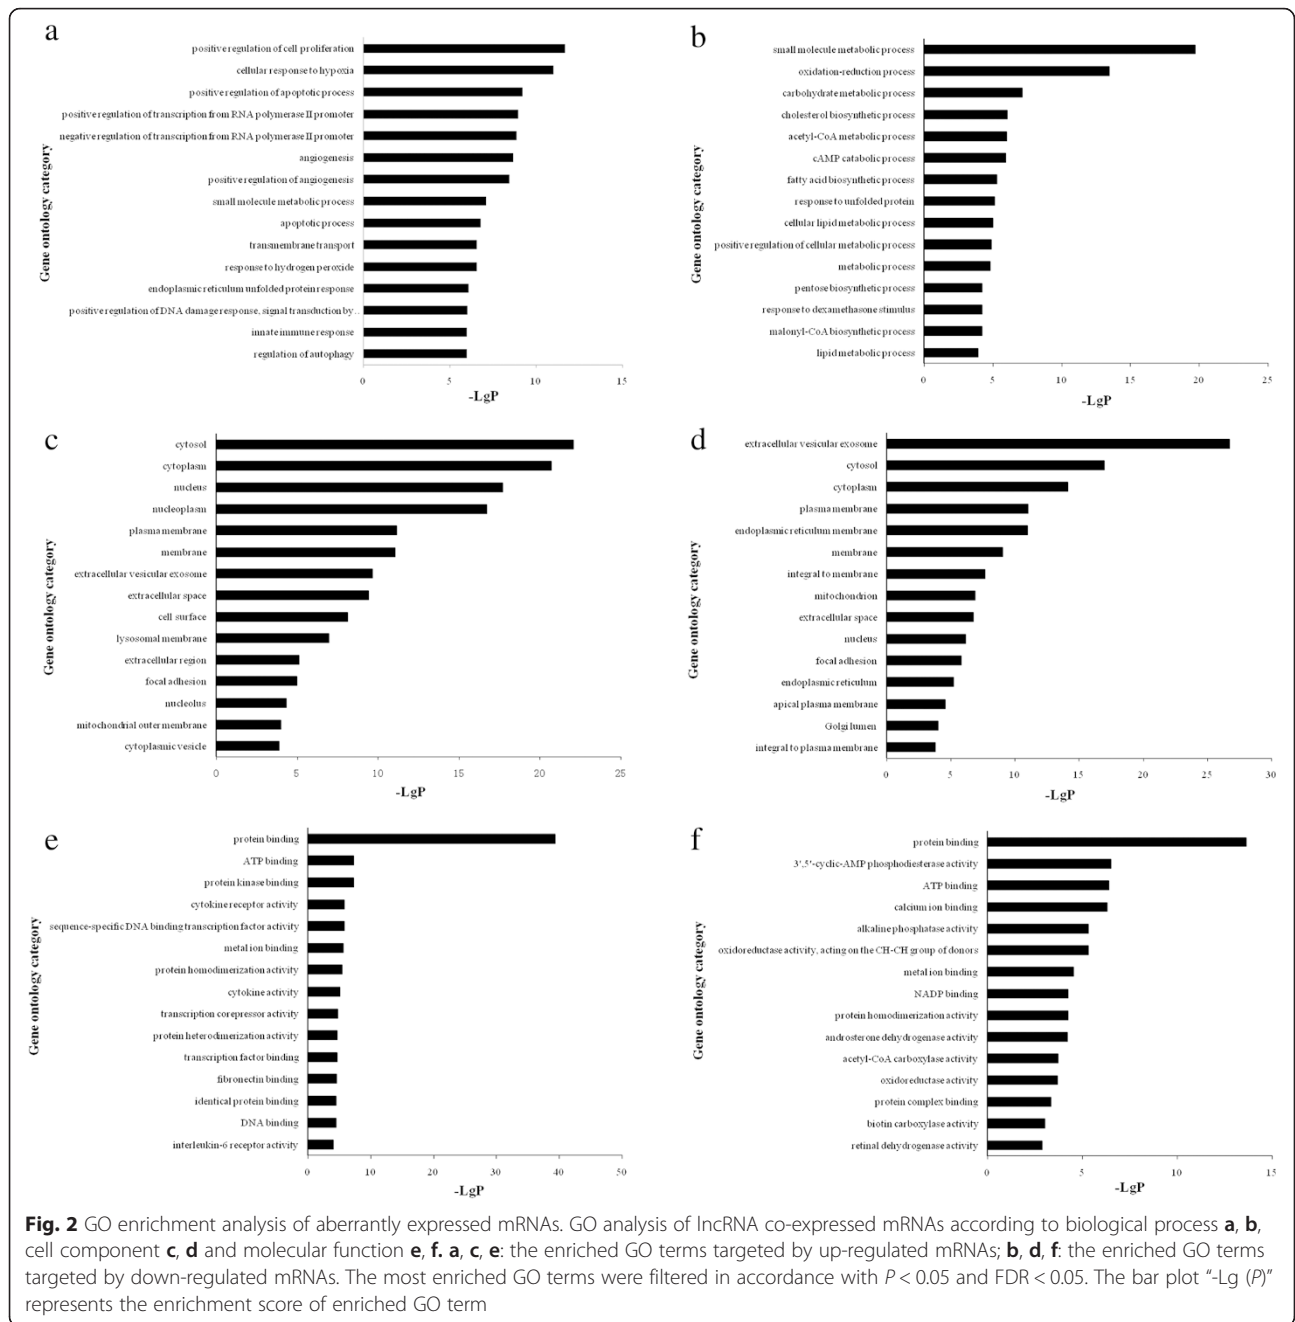 a
positive regulation of cell proliferation
cellular response to hypoxia
positive regulation of apoptotic process
positive regulation of transcription from RNA polymerase II promoter
negative regulation of transcription from RNA polymerase II promoter
angiogenesis
positive regulation of angiogenesis
small molecule metabolic process
apoptotic process
transmembrane transport
response to hydrogen peroxide
endoplasmic reticulum unfolded protein response
positive regulation of DNA damage response, signal transduction by..
innate immune response
regulation of autophagy
Gene ontology category
0 5 10 15
-LgP
b
small molecule metabolic process
oxidation-reduction process
carbohydrate metabolic process
cholesterol biosynthetic process
acetyl-CoA metabolic process
cAMP catabolic process
fatty acid biosynthetic process
response to unfolded protein
cellular lipid metabolic process
positive regulation of cellular metabolic process
metabolic process
pentose biosynthetic process
response to dexamethasone stimulus
malonyl-CoA biosynthetic process
lipid metabolic process
Gene ontology category
0 5 10 15 20 25
-LgP
c
cytosol
cytoplasm
nucleus
nucleoplasm
plasma membrane
membrane
extracellular vesicular exosome
extracellular space
cell surface
lysosomal membrane
extracellular region
focal adhesion
nucleolus
mitochondrial outer membrane
cytoplasmic vesicle
Gene ontology category
0 5 10 15 20 25
-LgP
d
extracellular vesicular exosome
cytosol
cytoplasm
plasma membrane
endoplasmic reticulum membrane
membrane
integral to membrane
mitochondrion
extracellular space
nucleus
focal adhesion
endoplasmic reticulum
apical plasma membrane
Golgi lumen
integral to plasma membrane
Gene ontology category
0 5 10 15 20 25 30
-LgP
e
protein binding
ATP binding
protein kinase binding
cytokine receptor activity
sequence-specific DNA binding transcription factor activity
metal ion binding
protein homodimerization activity
cytokine activity
transcription corepressor activity
protein heterodimerization activity
transcription factor binding
fibronectin binding
identical protein binding
DNA binding
interleukin-6 receptor activity
Gene ontology category
0 10 20 30 40 50
-LgP
f
protein binding
3',5'-cyclic-AMP phosphodiesterase activity
ATP binding
calcium ion binding
alkaline phosphatase activity
oxidoreductase activity, acting on the CH-CH group of donors
metal ion binding
NADP binding
protein homodimerization activity
androsterone dehydrogenase activity
acetyl-CoA carboxylase activity
oxidoreductase activity
protein complex binding
biotin carboxylase activity
retinal dehydrogenase activity
Gene ontology category
0 5 10 15
-LgP
Fig. 2 GO enrichment analysis of aberrantly expressed mRNAs. GO analysis of lncRNA co-expressed mRNAs according to biological process a, b,
cell component c, d and molecular function e, f. a, c, e: the enriched GO terms targeted by up-regulated mRNAs; b, d, f: the enriched GO terms
targeted by down-regulated mRNAs. The most enriched GO terms were filtered in accordance with P < 0.05 and FDR < 0.05. The bar plot “-Lg (P)”
represents the enrichment score of enriched GO term